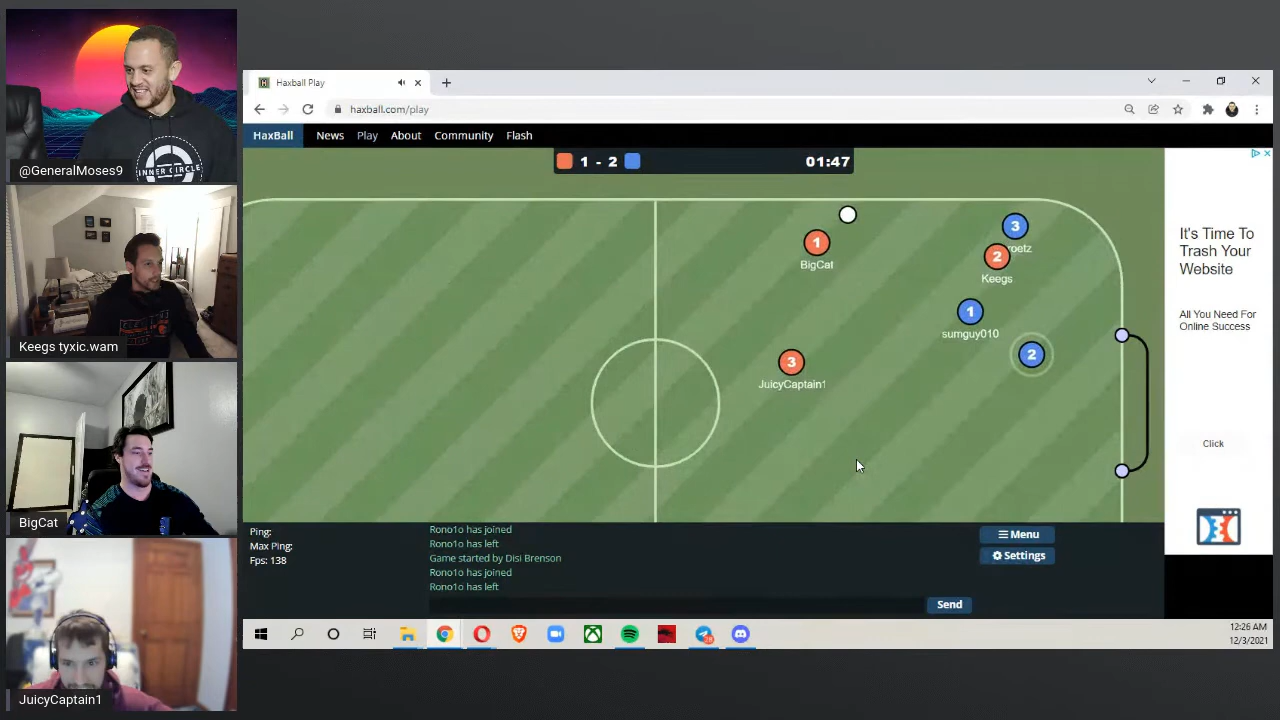 @GeneralMoses9
INNER CIRCLE
Keegs tyxic.wam
BigCat
JuicyCaptain1
Haxball Play
haxball.com/play
HaxBall News Play About Community Flash
1 - 2 01:47
3
1
2
BigCat
Keegs
1
sumguy010
2
3
JuicyCaptain1
It's Time To
Trash Your
Website
All You Need For
Online Success
Click
Ping:
Max Ping:
Fps: 138
Rono1o has joined
Rono1o has left
Game started by Disi Brenson
Rono1o has joined
Rono1o has left
Menu
Settings
Send
12:26 AM
12/3/2021